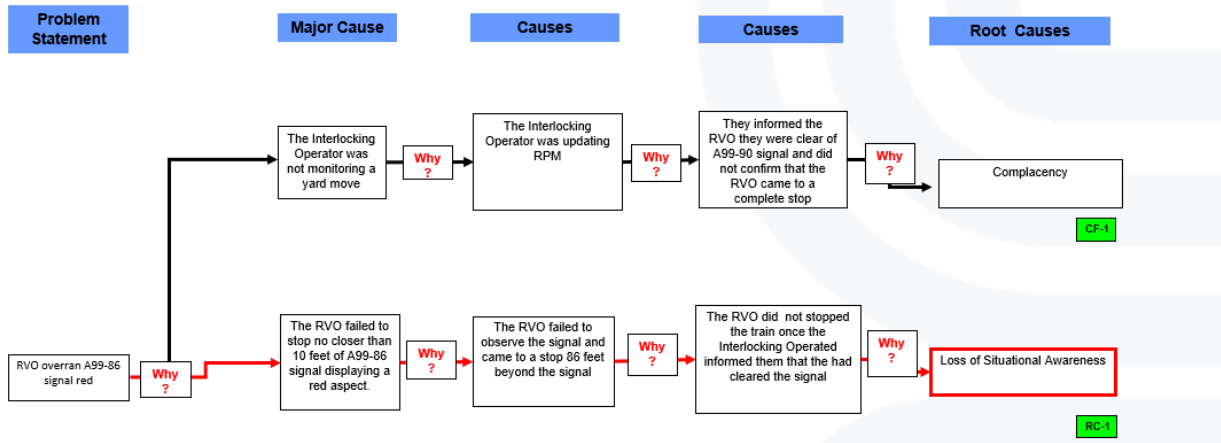 Problem
Statement
Major Cause
Causes
Causes
Root Causes
The Interlocking
Operator was
not monitoring a
yard move
Why
?
The Interlocking
Operator was updating
RPM
Why
?
They informed the
RVO they were clear of
A99-90 signal and did
not confirm that the
RVO came to a
complete stop
Why
?
Complacency
CF-1
RVO overran A99-86
signal red
Why
?
The RVO failed to
stop no closer than
10 feet of A99-86
signal displaying a
red aspect.
Why
?
The RVO failed to
observe the signal and
came to a stop 86 feet
beyond the signal
Why
?
The RVO did not stopped
the train once the
Interlocking Operated
informed them that the had
cleared the signal
Why
?
Loss of Situational Awareness
RC-1